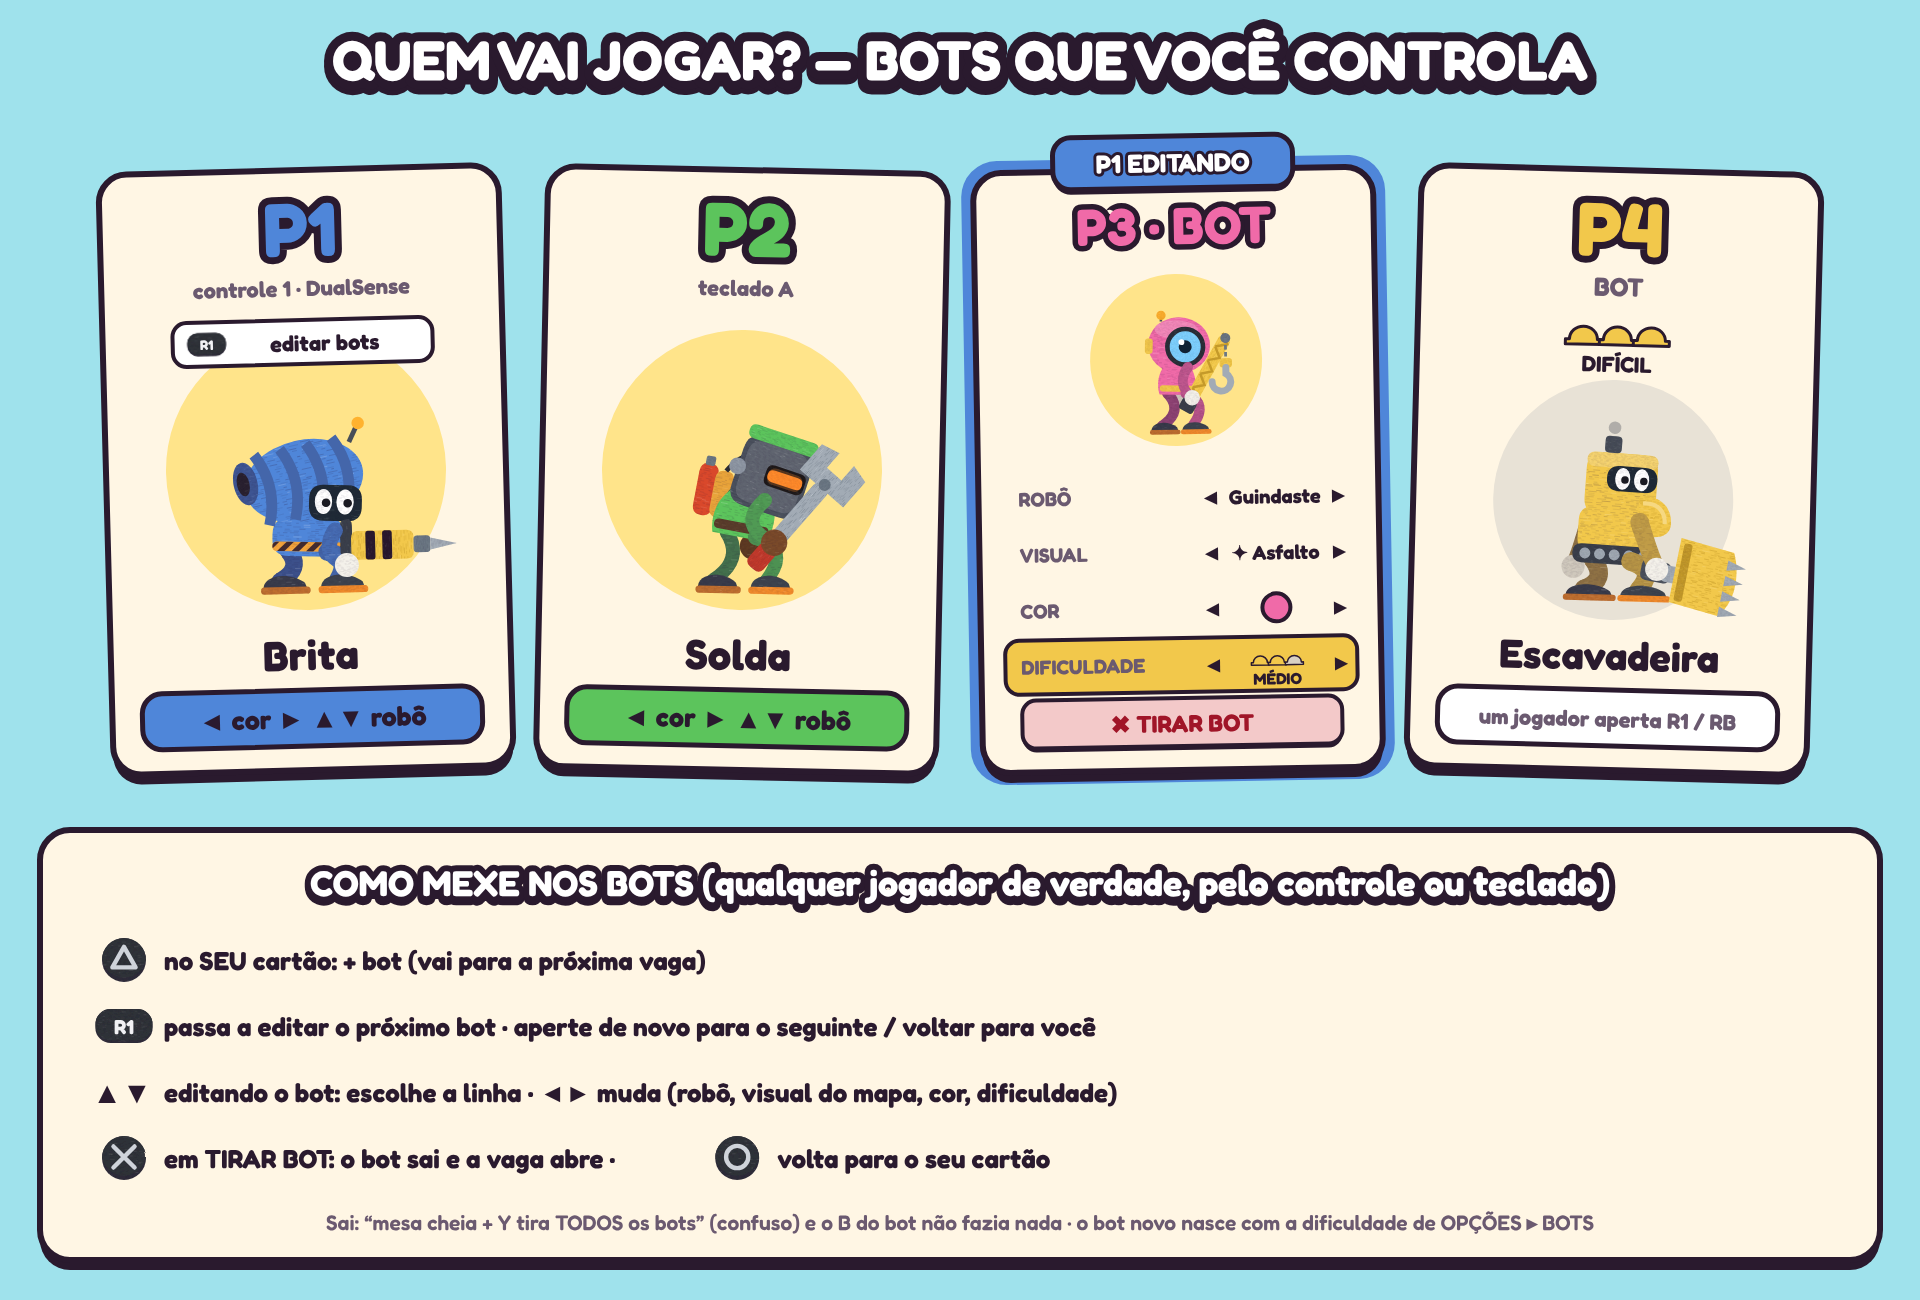 QUEM VAI JOGAR? — BOTS QUE VOCÊ CONTROLA
P1
controle 1 · DualSense
R1 editar bots
Brita
◀ cor ▶ ▲ ▼ robô
P2
teclado A
Solda
◀ cor ▶ ▲ ▼ robô
P1 EDITANDO
P3 · BOT
ROBÔ ◀ Guindaste ▶
VISUAL ◀ ✦ Asfalto ▶
COR ◀ ▶
DIFICULDADE ◀ MÉDIO ▶
✖ TIRAR BOT
P4
BOT
DIFÍCIL
Escavadeira
um jogador aperta R1 / RB
COMO MEXE NOS BOTS (qualquer jogador de verdade, pelo controle ou teclado)
no SEU cartão: + bot (vai para a próxima vaga)
R1 passa a editar o próximo bot · aperte de novo para o seguinte / voltar para você
▲ ▼ editando o bot: escolhe a linha · ◀ ▶ muda (robô, visual do mapa, cor, dificuldade)
em TIRAR BOT: o bot sai e a vaga abre · volta para o seu cartão
Sai: “mesa cheia + Y tira TODOS os bots” (confuso) e o B do bot não fazia nada · o bot novo nasce com a dificuldade de OPÇÕES ▸ BOTS